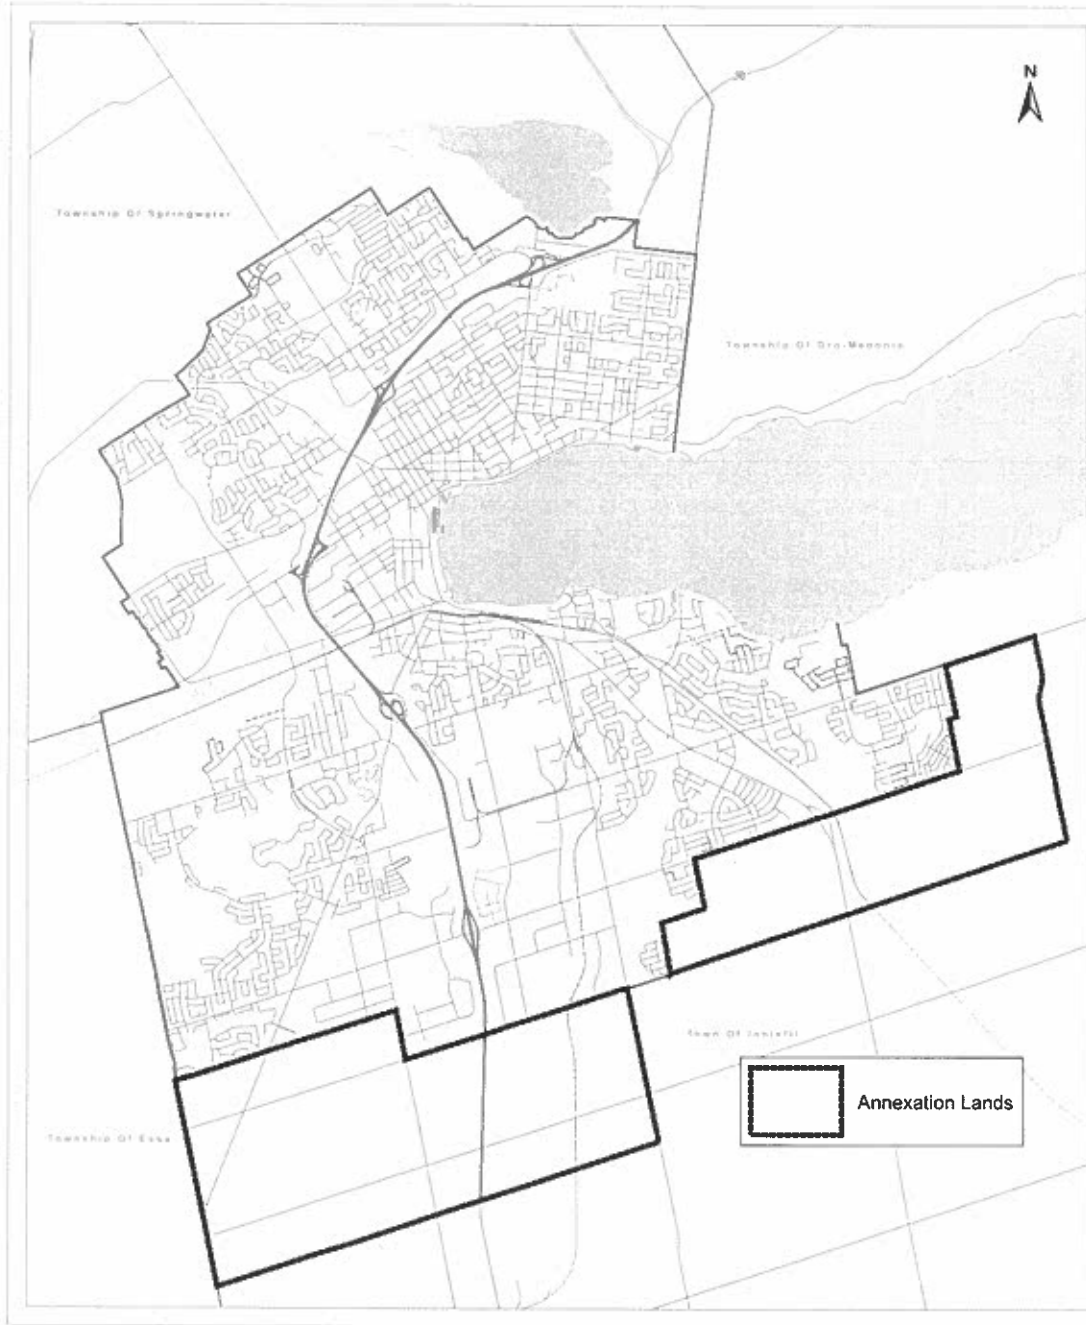 N
Township Of Springwater
Township Of Oro-Medonte
Town Of Innisfil
Annexation Lands
Township Of Essa